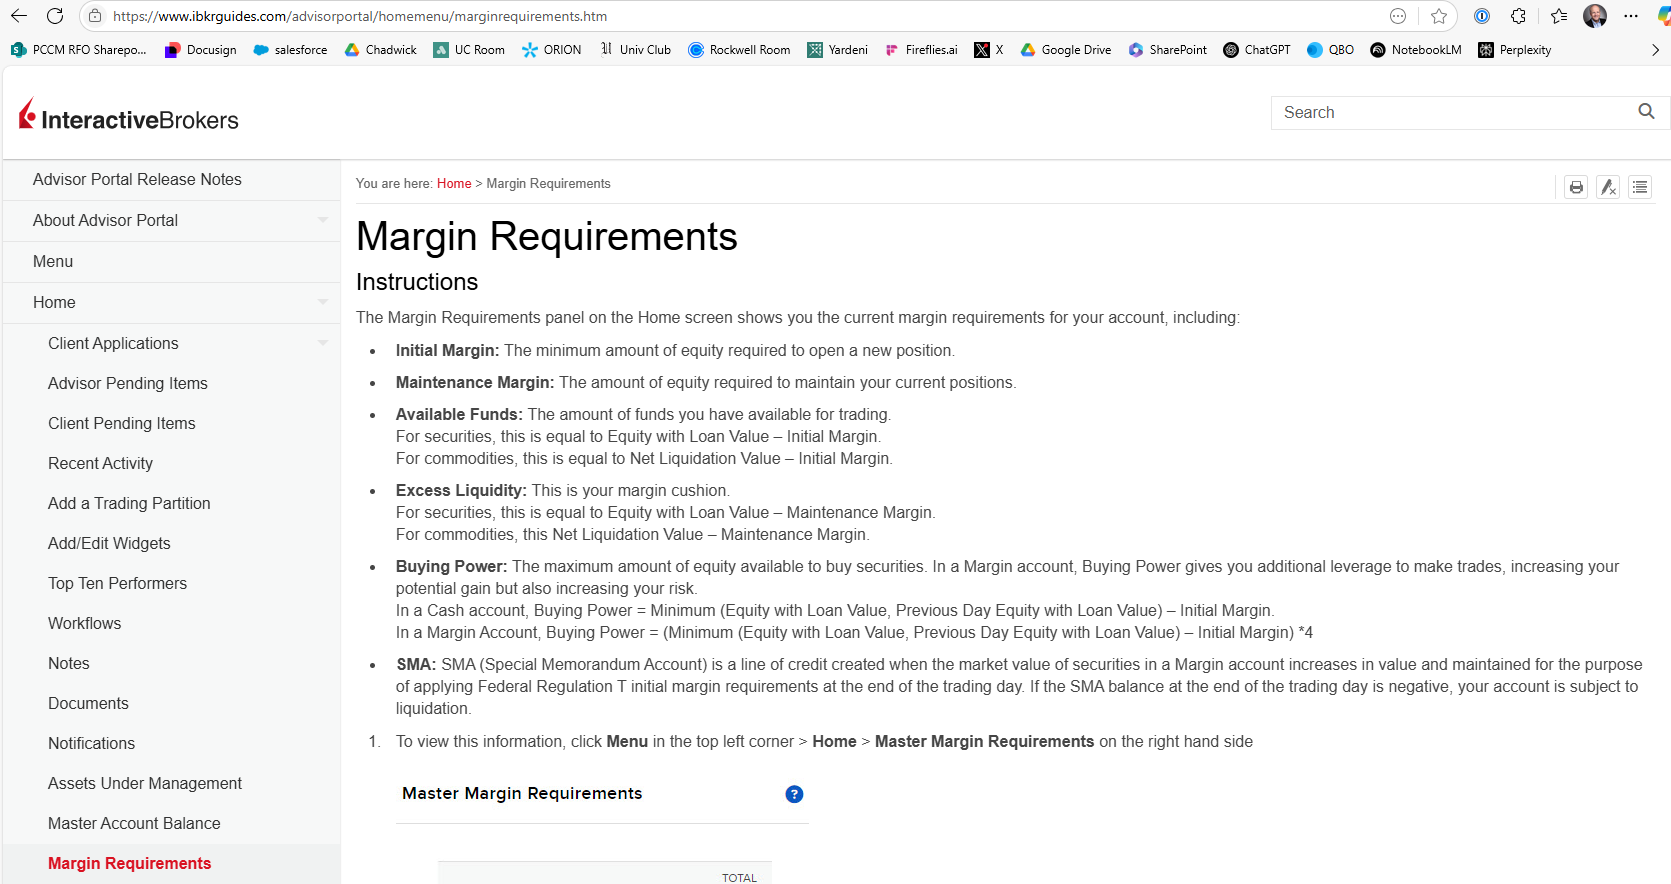 https://www.ibkrguides.com/advisorportal/homemenu/marginrequirements.htm
PCCM RFO Sharepo... Docusign salesforce Chadwick UC Room ORION Univ Club Rockwell Room Yardeni Fireflies.ai X Google Drive SharePoint ChatGPT QBO NotebookLM Perplexity
InteractiveBrokers
Search
Advisor Portal Release Notes
About Advisor Portal
Menu
Home
Client Applications
Advisor Pending Items
Client Pending Items
Recent Activity
Add a Trading Partition
Add/Edit Widgets
Top Ten Performers
Workflows
Notes
Documents
Notifications
Assets Under Management
Master Account Balance
Margin Requirements
You are here: Home > Margin Requirements
Margin Requirements
Instructions
The Margin Requirements panel on the Home screen shows you the current margin requirements for your account, including:
• Initial Margin: The minimum amount of equity required to open a new position.
• Maintenance Margin: The amount of equity required to maintain your current positions.
• Available Funds: The amount of funds you have available for trading.
For securities, this is equal to Equity with Loan Value – Initial Margin.
For commodities, this is equal to Net Liquidation Value – Initial Margin.
• Excess Liquidity: This is your margin cushion.
For securities, this is equal to Equity with Loan Value – Maintenance Margin.
For commodities, this Net Liquidation Value – Maintenance Margin.
• Buying Power: The maximum amount of equity available to buy securities. In a Margin account, Buying Power gives you additional leverage to make trades, increasing your
potential gain but also increasing your risk.
In a Cash account, Buying Power = Minimum (Equity with Loan Value, Previous Day Equity with Loan Value) – Initial Margin.
In a Margin Account, Buying Power = (Minimum (Equity with Loan Value, Previous Day Equity with Loan Value) – Initial Margin) *4
• SMA: SMA (Special Memorandum Account) is a line of credit created when the market value of securities in a Margin account increases in value and maintained for the purpose
of applying Federal Regulation T initial margin requirements at the end of the trading day. If the SMA balance at the end of the trading day is negative, your account is subject to
liquidation.
1. To view this information, click Menu in the top left corner > Home > Master Margin Requirements on the right hand side
Master Margin Requirements ?
TOTAL